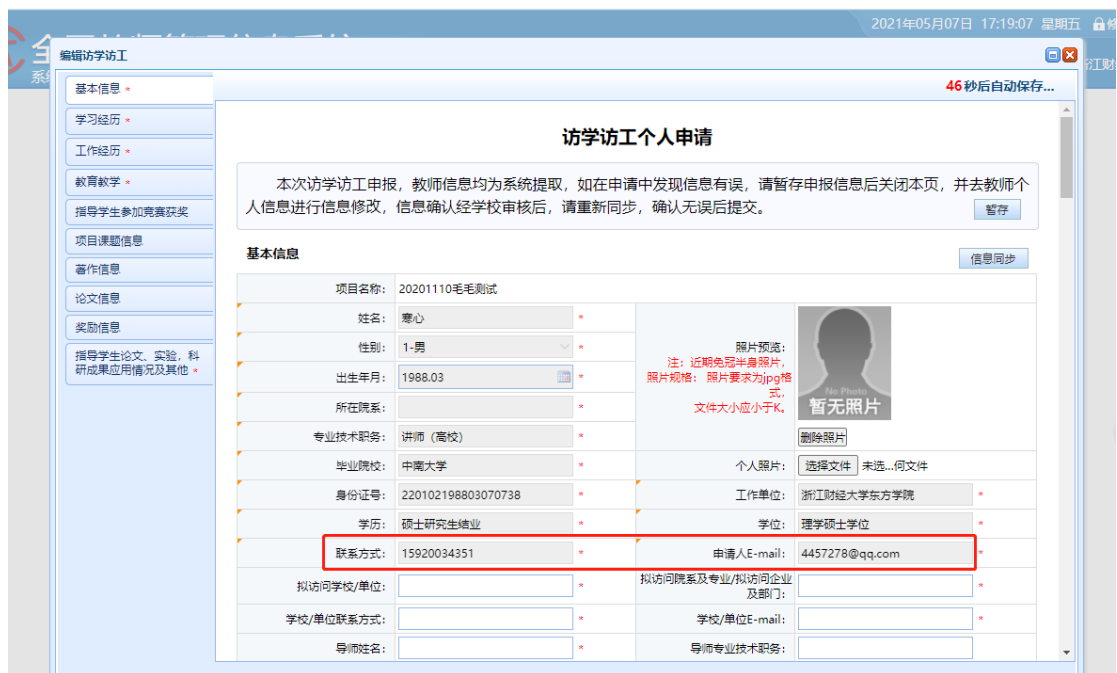 2021年05月07日 17:19:07 星期五
编辑访学访工
46秒后自动保存...
基本信息 *
学习经历 *
工作经历 *
教育教学 *
指导学生参加竞赛获奖
项目课题信息
著作信息
论文信息
奖励信息
指导学生论文、实验，科
研成果应用情况及其他 *
访学访工个人申请
本次访学访工申报，教师信息均为系统提取，如在申请中发现信息有误，请暂存申报信息后关闭本页，并去教师个
人信息进行信息修改，信息确认经学校审核后，请重新同步，确认无误后提交。
暂存
基本信息
信息同步
项目名称： 20201110毛毛测试
姓名： 寒心 *
性别： 1-男 *
出生年月： 1988.03 *
所在院系： *
专业技术职务： 讲师（高校） *
照片预览：
注：近期免冠半身照片，
照片规格： 照片要求为jpg格
式，
文件大小应小于K。
No Photo
暂无照片
删除照片
毕业院校： 中南大学 *
个人照片： 选择文件 未选...何文件
身份证号： 220102198803070738 *
工作单位： 浙江财经大学东方学院 *
学历： 硕士研究生结业 *
学位： 理学硕士学位 *
联系方式： 15920034351 *
申请人E-mail： 4457278@qq.com *
拟访问学校/单位： *
拟访问院系及专业/拟访问企业
及部门： *
学校/单位联系方式： *
学校/单位E-mail： *
导师姓名： *
导师专业技术职务：